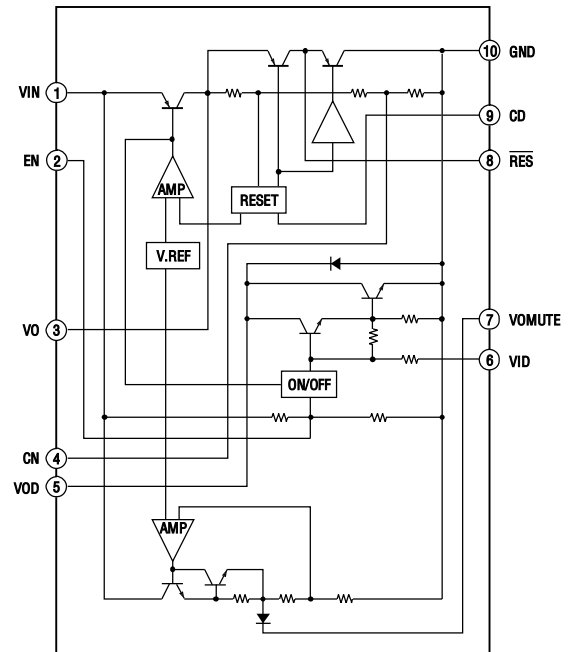 10 GND
VIN 1
9 CD
EN 2
8 RES
AMP
RESET
V.REF
VO 3
7 VOMUTE
6 VID
ON/OFF
CN 4
VOD 5
AMP